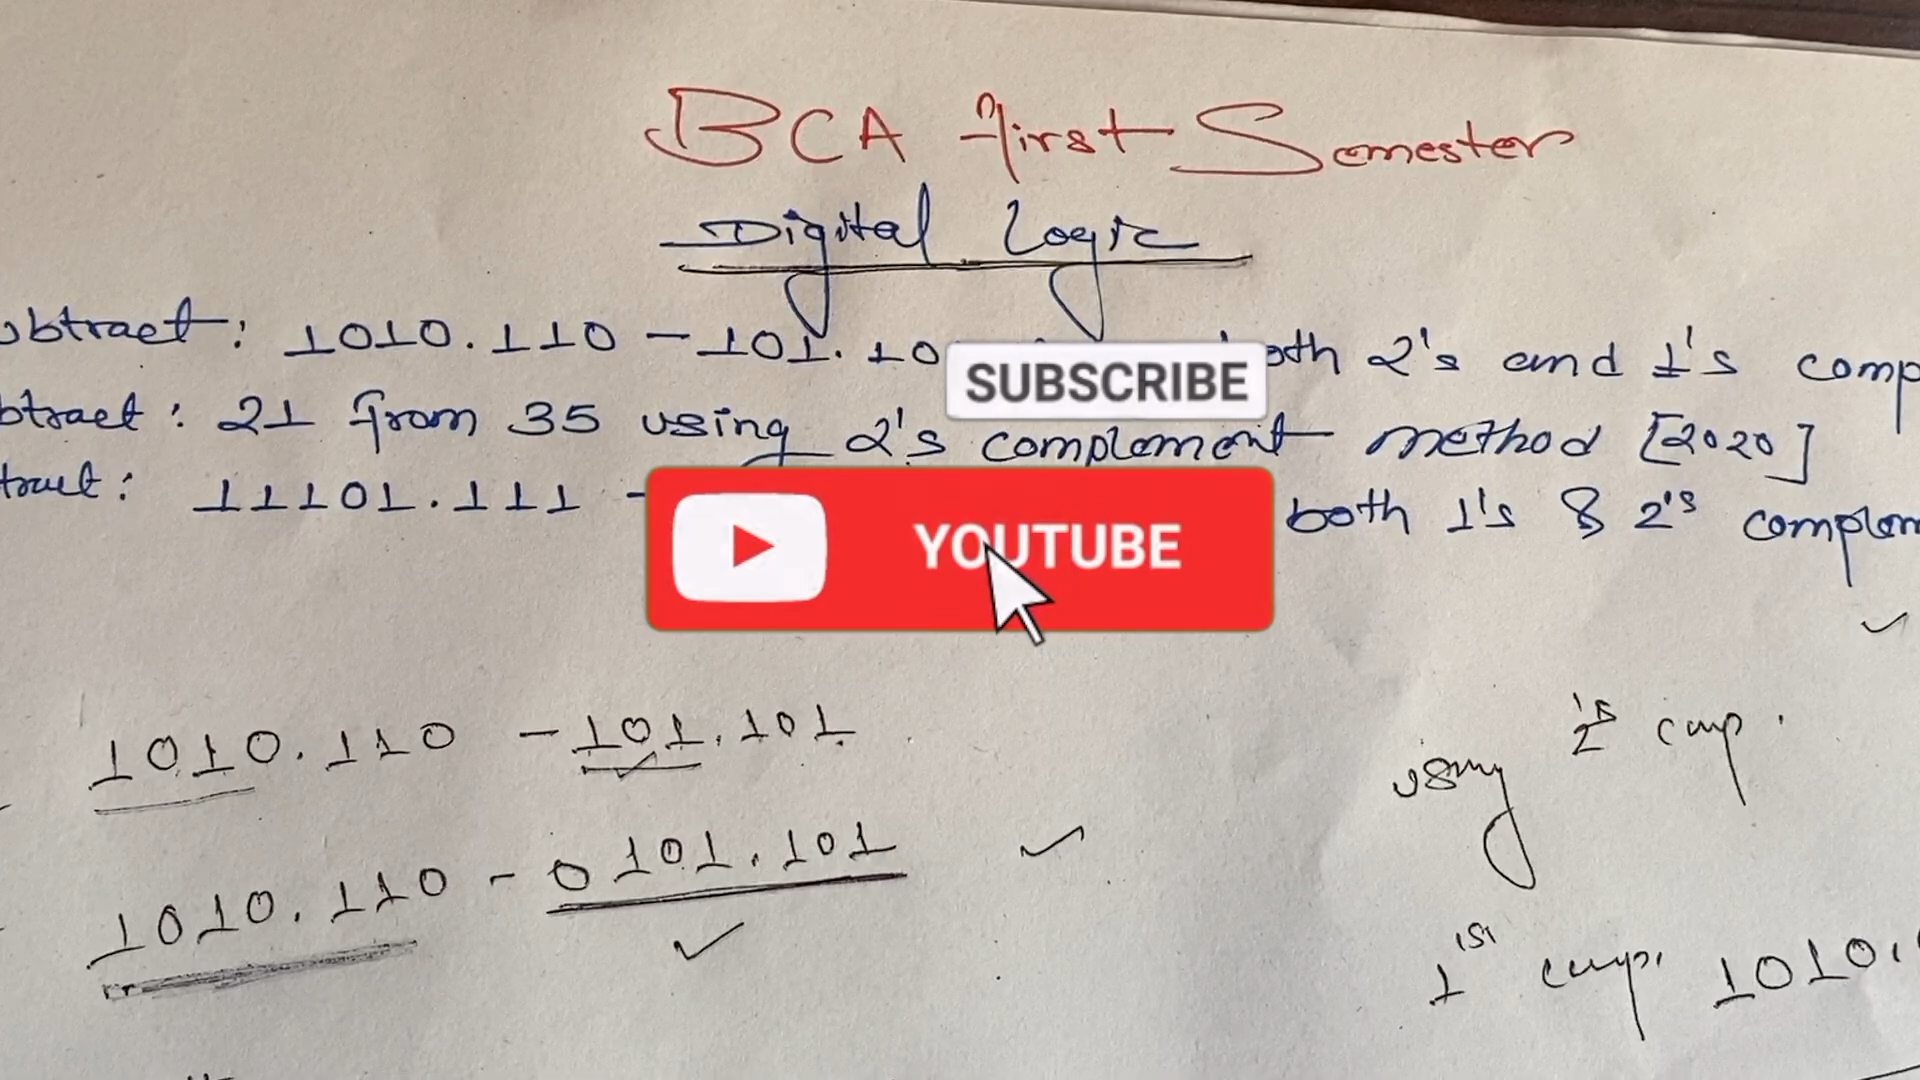 BCA first Semester
Digital Logic
ubtract: 1010.110 - 101.10 oth 2's and 1's comp
SUBSCRIBE
btract: 21 from 35 using 2's complement method [2020]
tract: 11101.111 - both 1's & 2's complem
YOUTUBE
1010.110 - 101.101
using 2's cmp.
1010.110 - 0101.101
1's cmp. 1010.